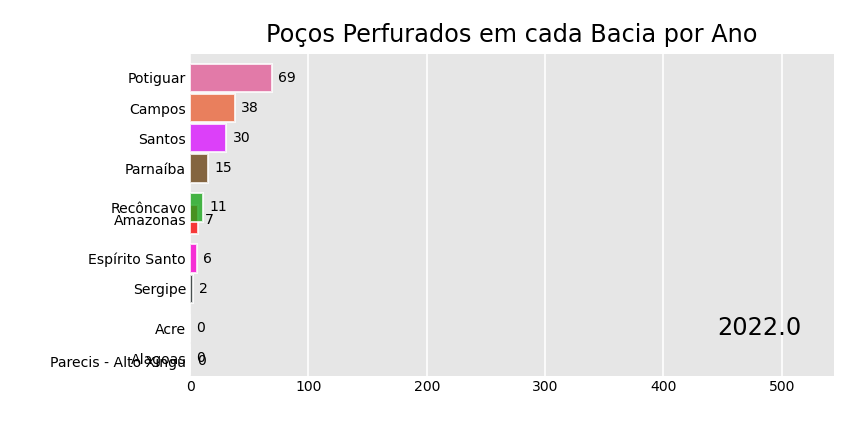 Poços Perfurados em cada Bacia por Ano
Potiguar 69
Campos 38
Santos 30
Parnaíba 15
Recôncavo 11
Amazonas 7
Espírito Santo 6
Sergipe 2
Acre 0
2022.0
Alagoas 0
Parecis - Alto Xingu 0
0 100 200 300 400 500